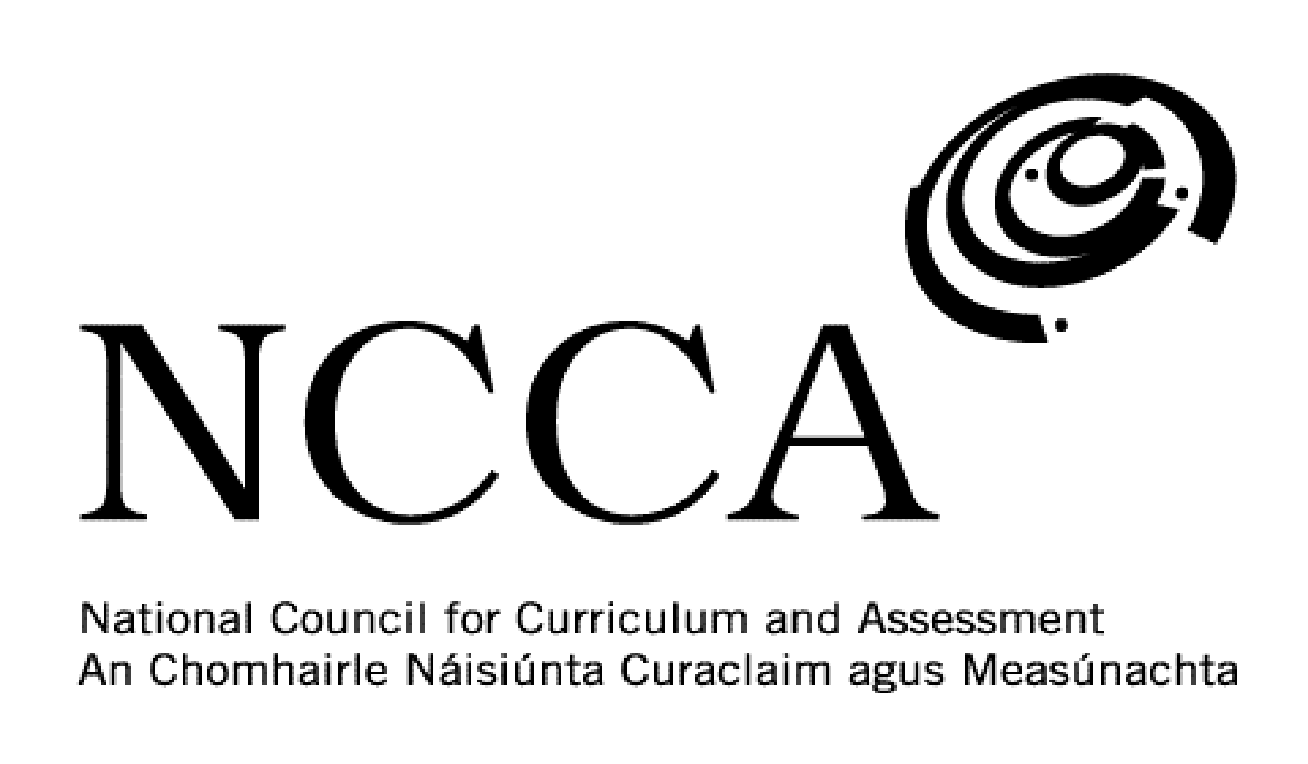 NCCA
National Council for Curriculum and Assessment
An Chomhairle Náisiúnta Curaclaim agus Measúnachta